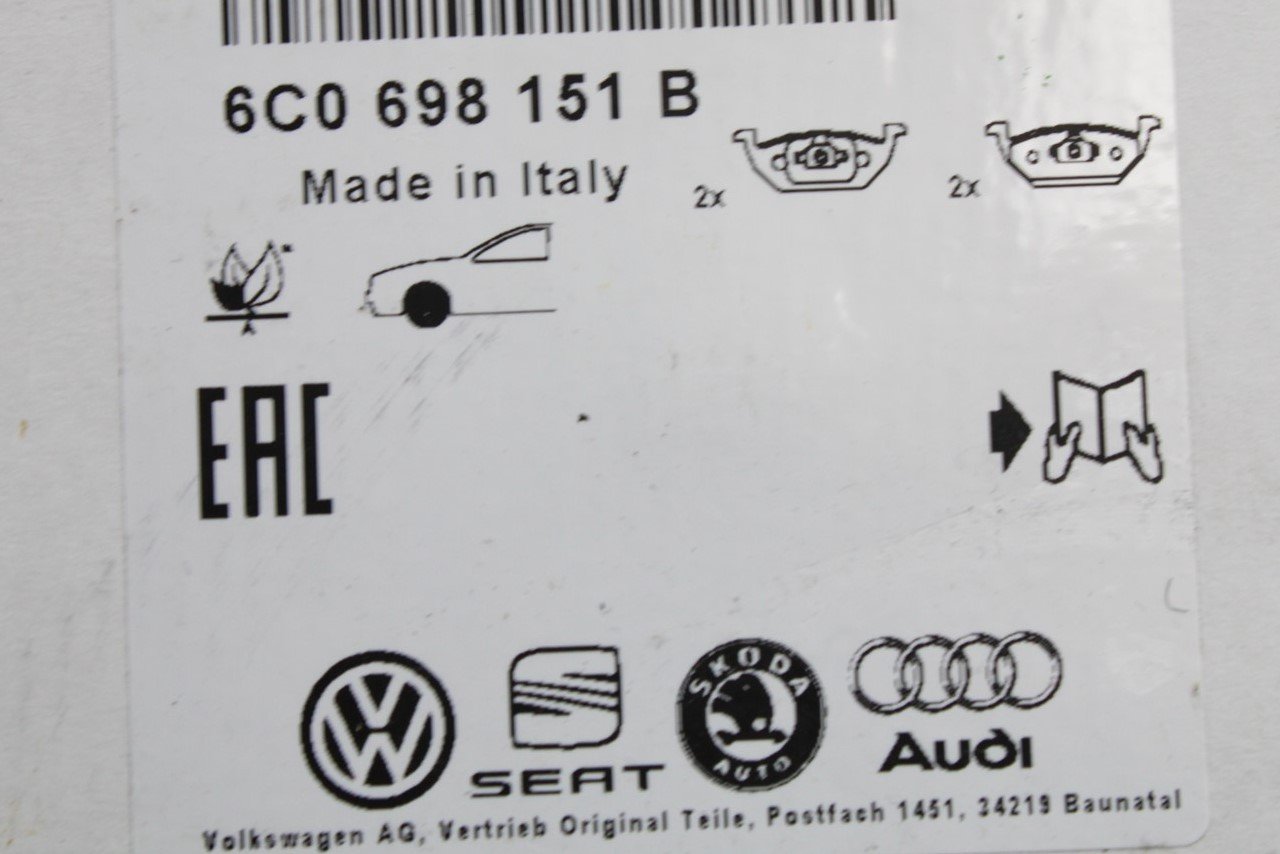 6C0 698 151 B
Made in Italy
2x
2x
EAC
SEAT
SKODA
AUTO
Audi
Volkswagen AG, Vertrieb Original Teile, Postfach 1451, 34219 Baunatal